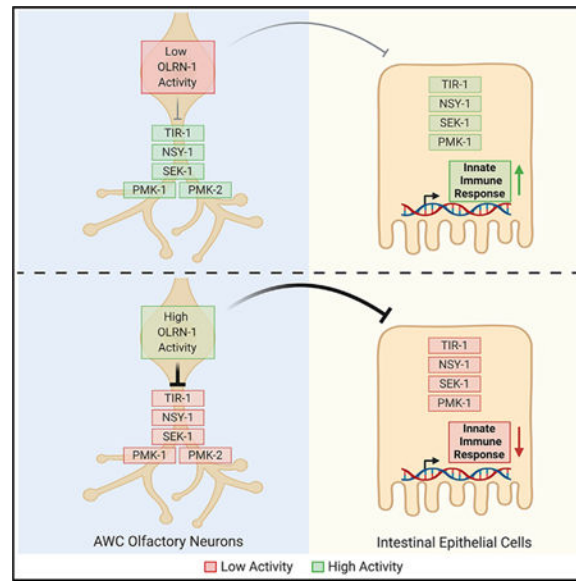 Low
OLRN-1
Activity
TIR-1
NSY-1
SEK-1
PMK-1 PMK-2
TIR-1
NSY-1
SEK-1
PMK-1
Innate
Immune
Response
High
OLRN-1
Activity
TIR-1
NSY-1
SEK-1
PMK-1 PMK-2
TIR-1
NSY-1
SEK-1
PMK-1
Innate
Immune
Response
AWC Olfactory Neurons
Intestinal Epithelial Cells
Low Activity High Activity